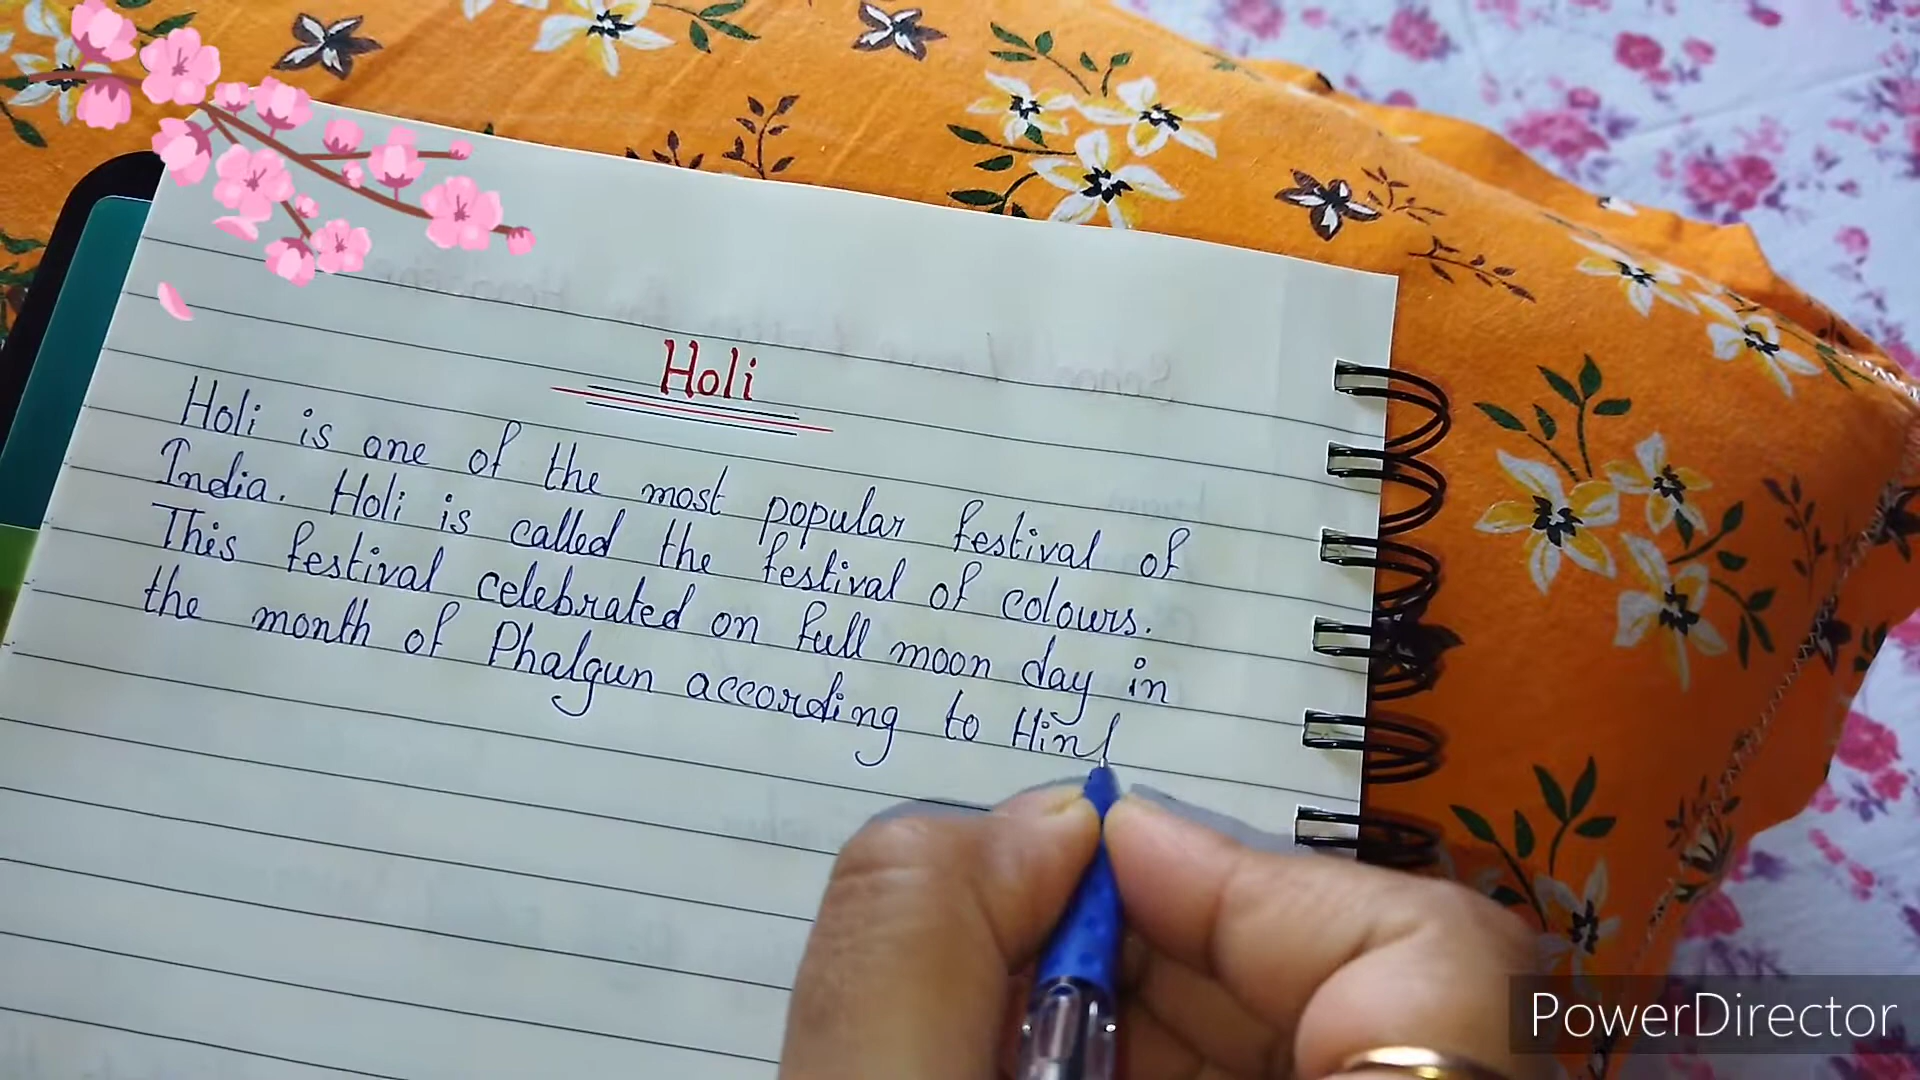 Holi
Holi is one of the most popular festival of
India. Holi is called the festival of colours.
This festival celebrated on full moon day in
the month of Phalgun according to Hin
PowerDirector